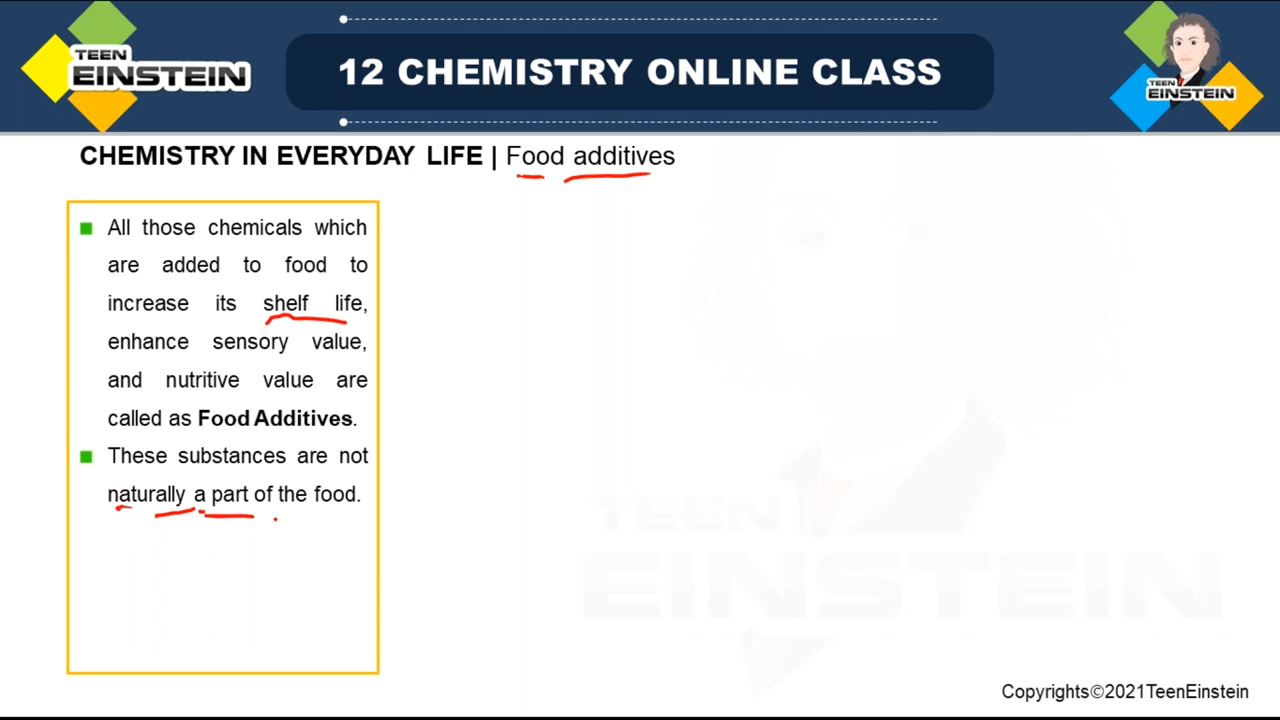 TEEN
EINSTEIN
12 CHEMISTRY ONLINE CLASS
TEEN
EINSTEIN
CHEMISTRY IN EVERYDAY LIFE | Food additives
All those chemicals which
are added to food to
increase its shelf life,
enhance sensory value,
and nutritive value are
called as Food Additives.
These substances are not
naturally a part of the food.
TEEN
EINSTEIN
Copyrights©2021TeenEinstein